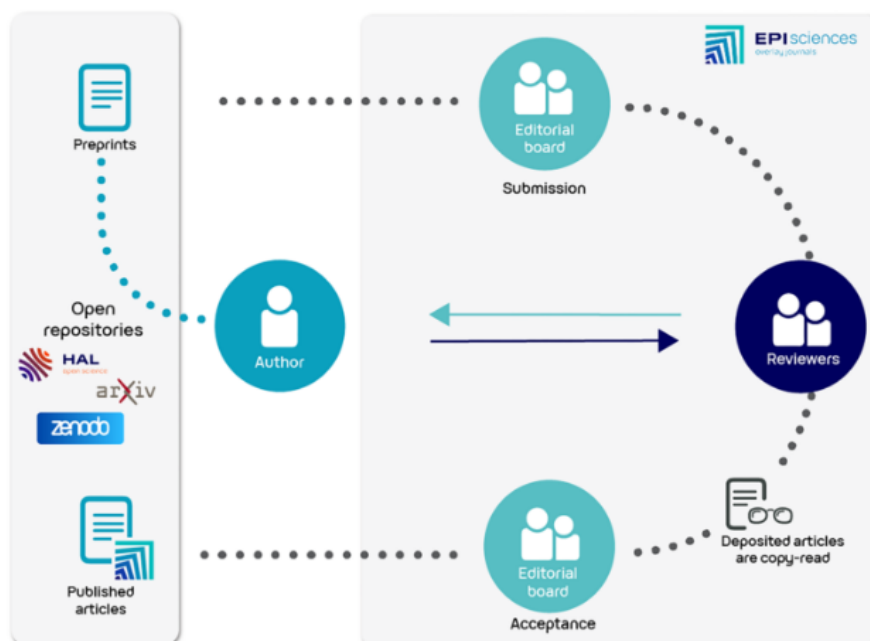 EPIsciences
overlay journals
Preprints
Editorial
board
Submission
Open
repositories
HAL
open science
arXiv
zenodo
Author
Reviewers
Published
articles
Editorial
board
Acceptance
Deposited articles
are copy-read